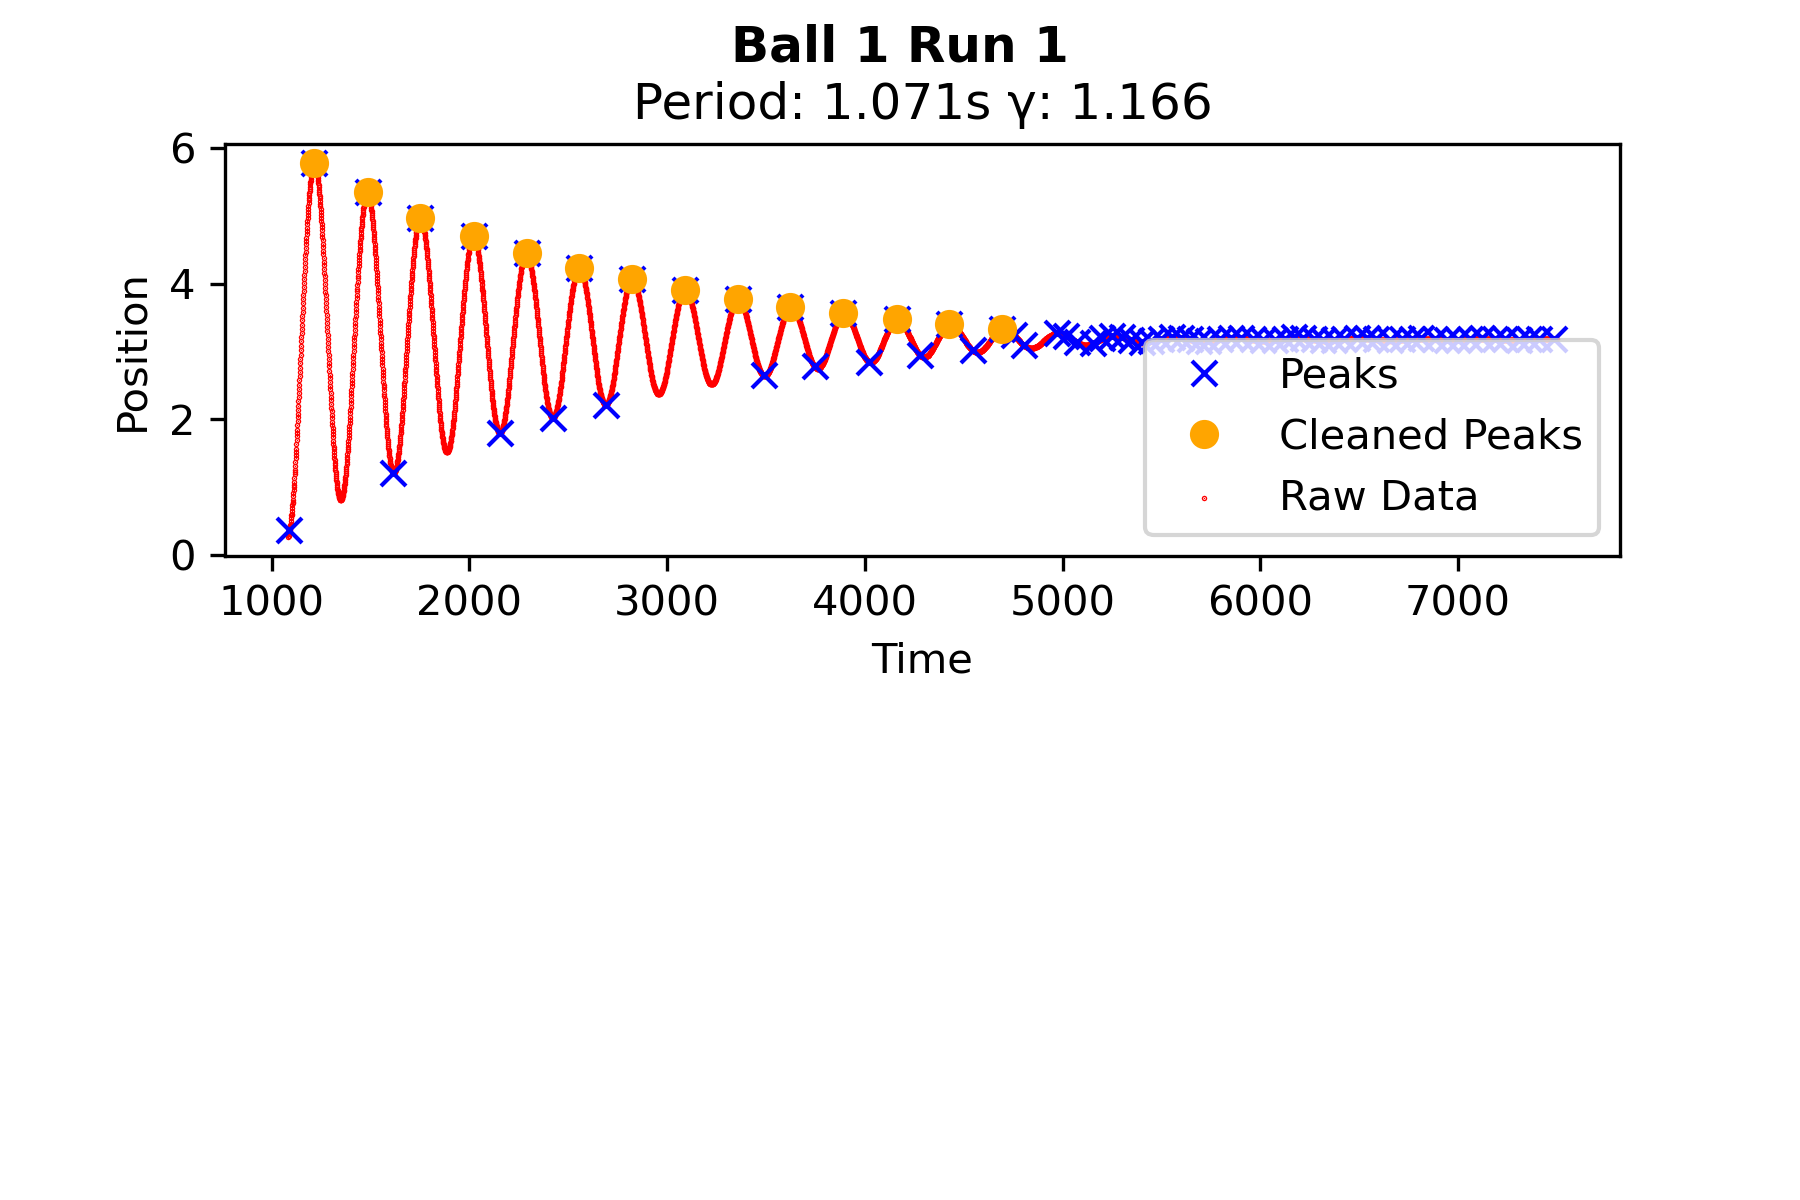 Ball 1 Run 1
Period: 1.071s γ: 1.166
6
4
2
0
Position
1000 2000 3000 4000 5000 6000 7000
Time
Peaks
Cleaned Peaks
Raw Data